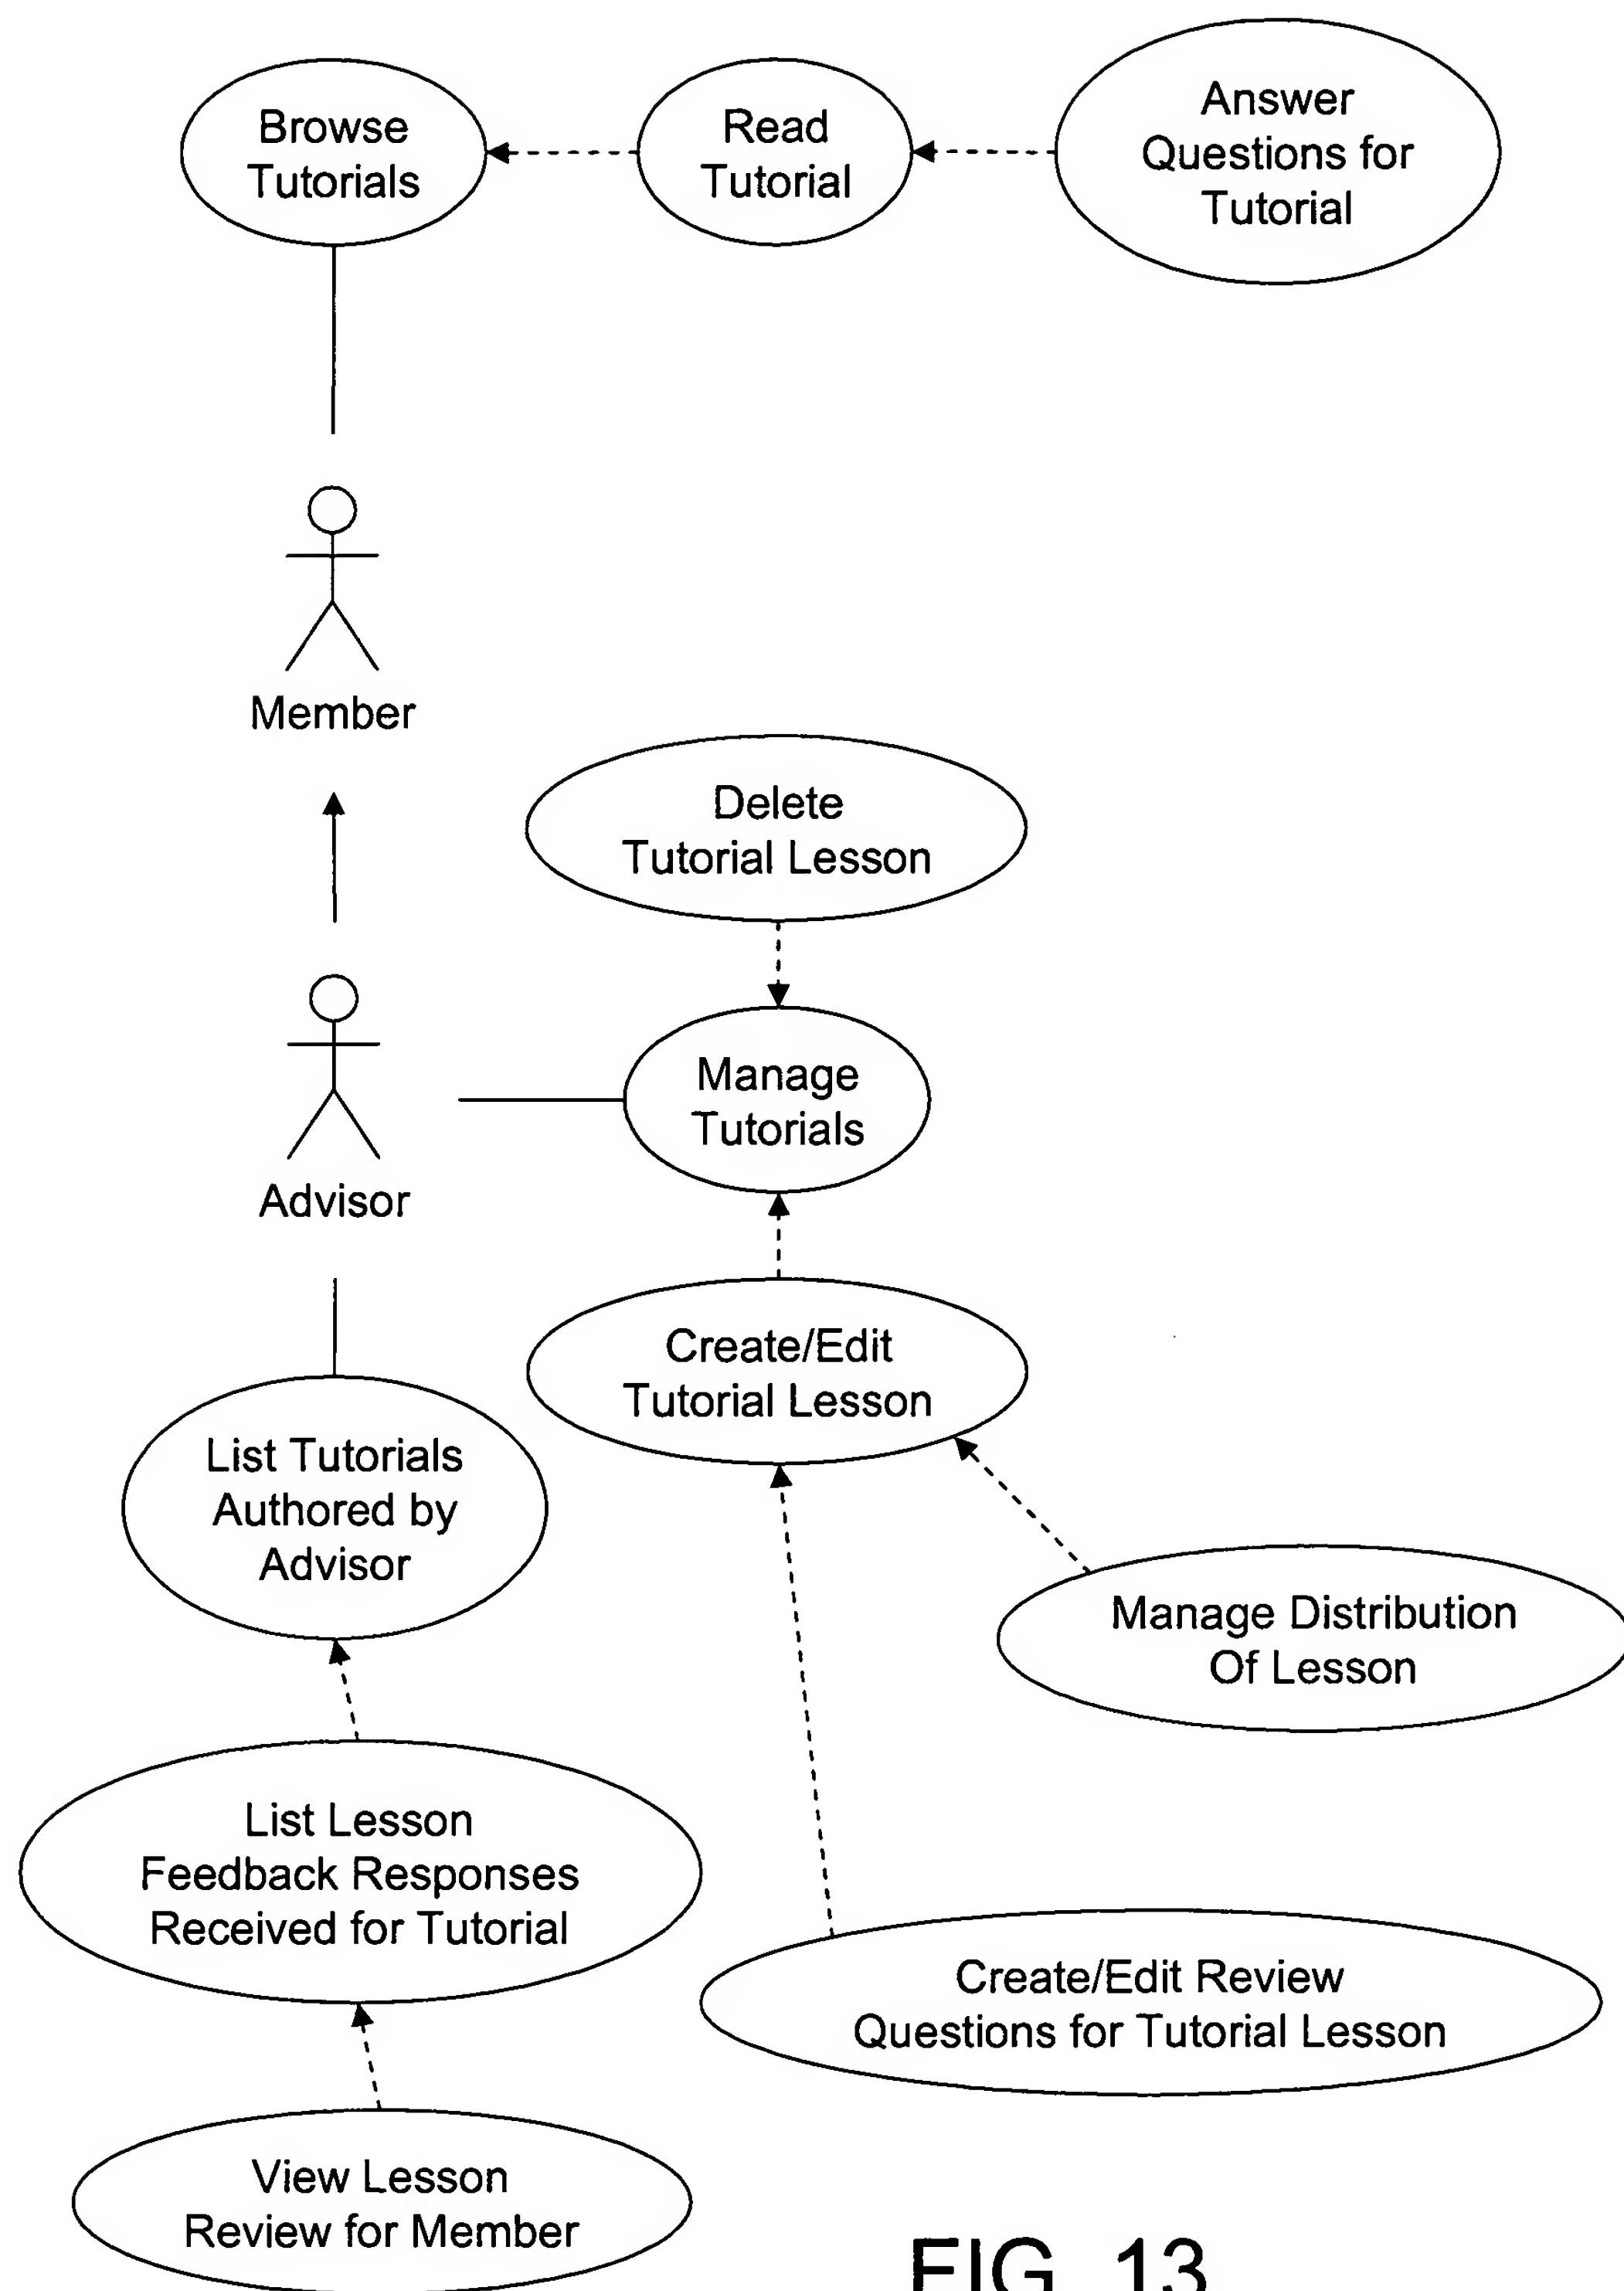 Browse
Tutorials
Read
Tutorial
Answer
Questions for
Tutorial
Member
Delete
Tutorial Lesson
Manage
Tutorials
Advisor
Create/Edit
Tutorial Lesson
List Tutorials
Authored by
Advisor
Manage Distribution
Of Lesson
List Lesson
Feedback Responses
Received for Tutorial
Create/Edit Review
Questions for Tutorial Lesson
View Lesson
Review for Member
FIG. 13